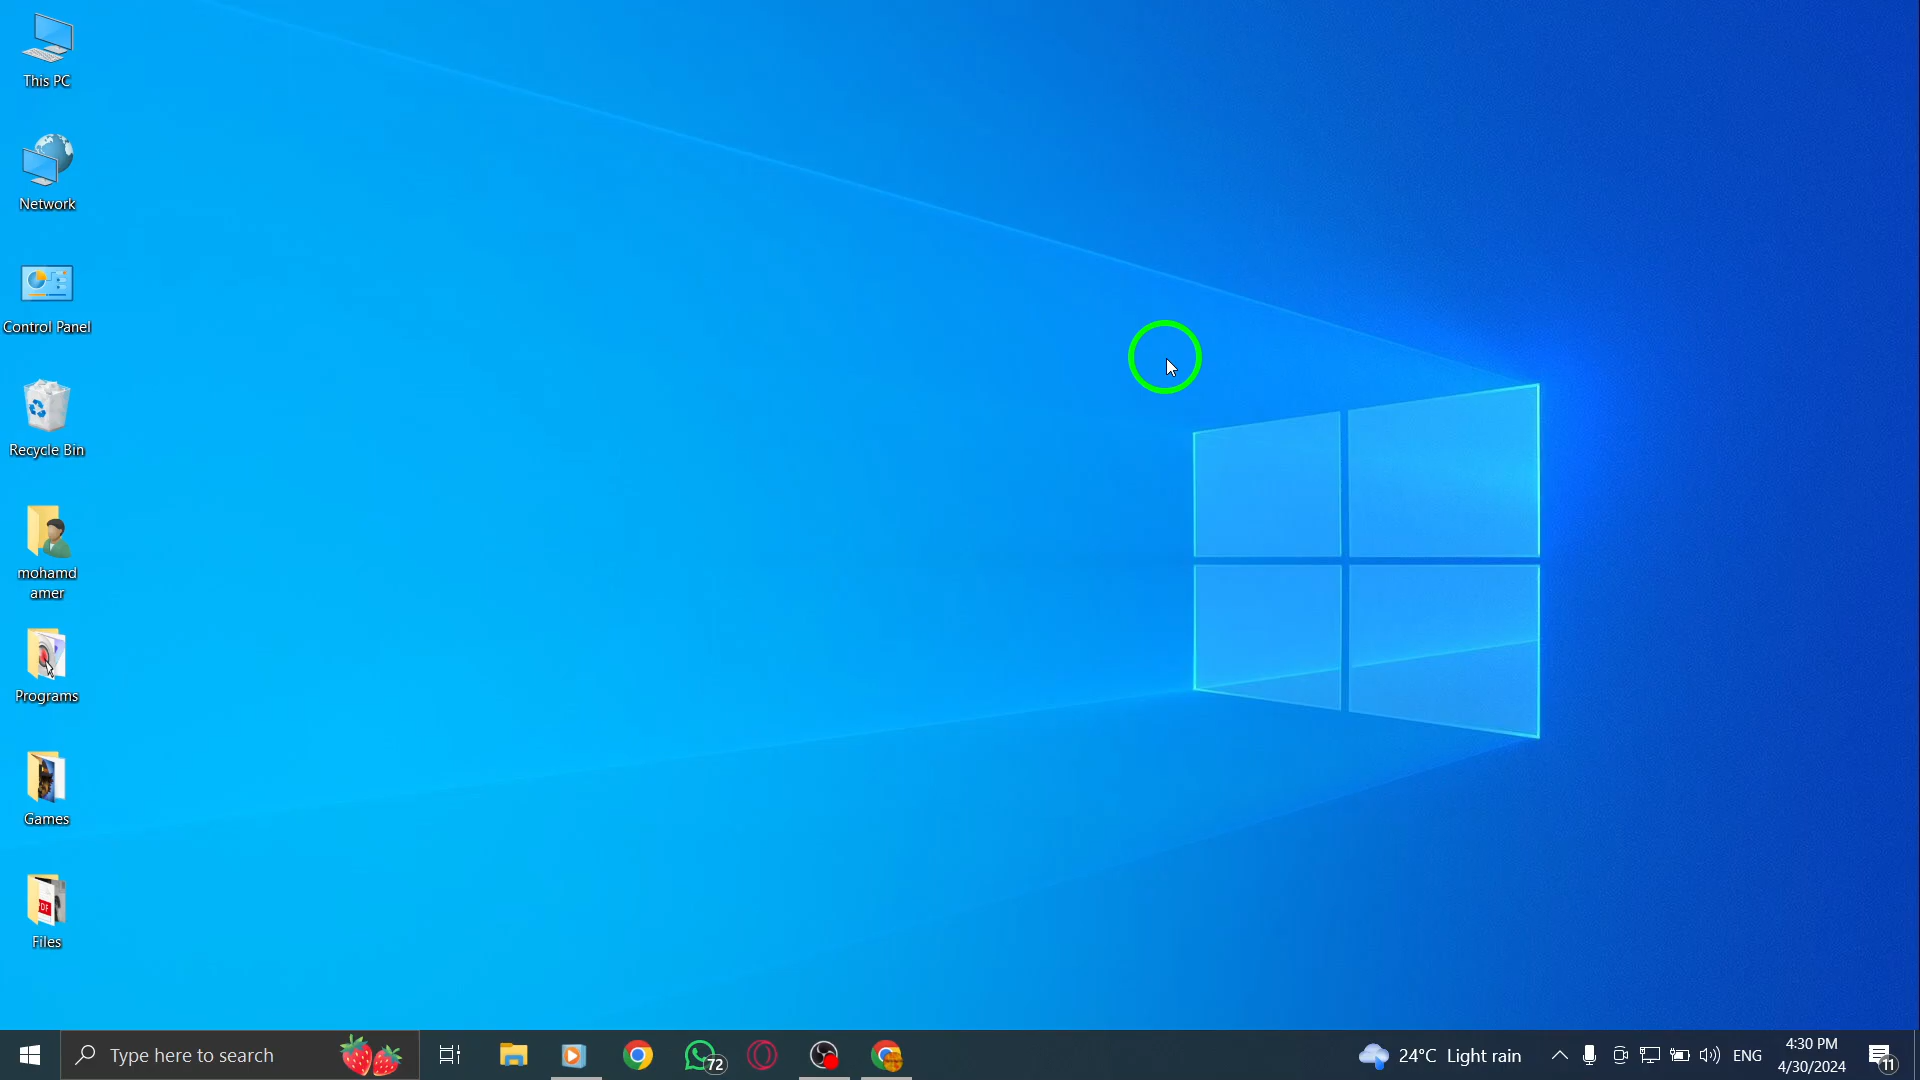 This PC
Network
Control Panel
Recycle Bin
mohamd
amer
Programs
Games
PDF
Files
Type here to search
72
24°C Light rain
ENG
4:30 PM
4/30/2024
11